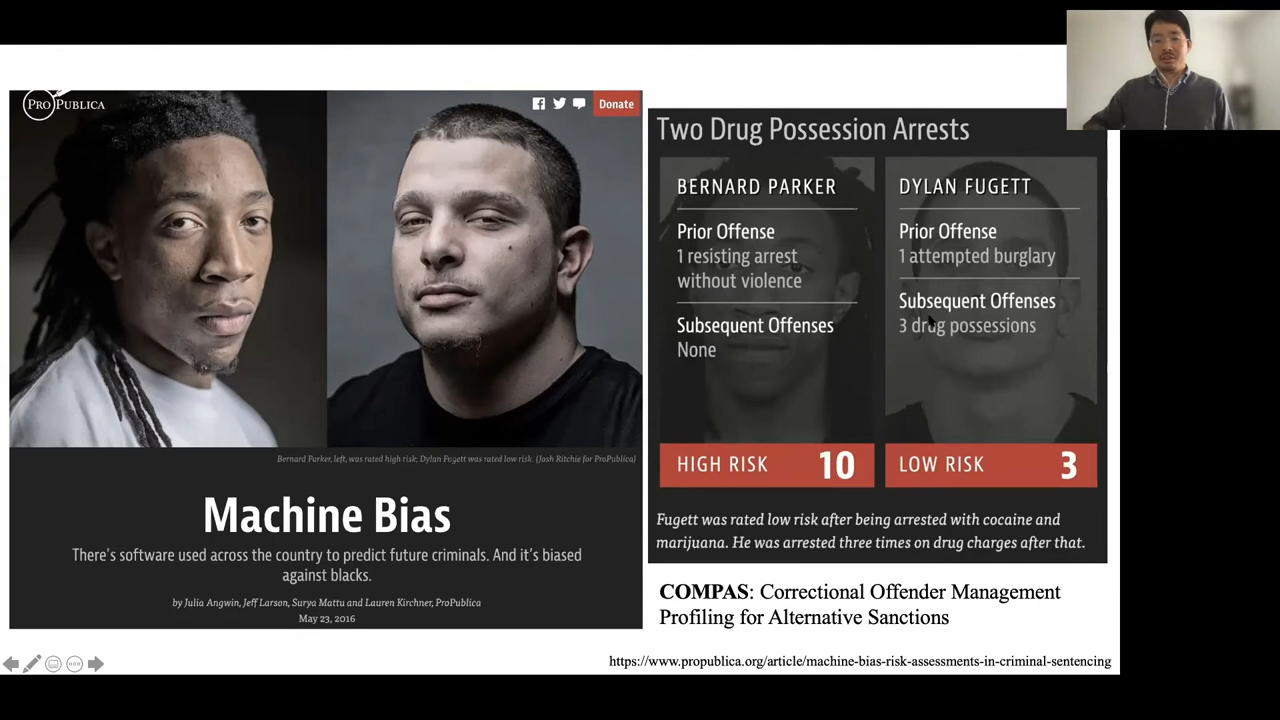 PROPUBLICA
Donate
Bernard Parker, left, was rated high risk; Dylan Fugett was rated low risk. (Josh Ritchie for ProPublica)
Machine Bias
There's software used across the country to predict future criminals. And it's biased
against blacks.
by Julia Angwin, Jeff Larson, Surya Mattu and Lauren Kirchner, ProPublica
May 23, 2016
Two Drug Possession Arrests
BERNARD PARKER
Prior Offense
1 resisting arrest
without violence
Subsequent Offenses
None
HIGH RISK 10
DYLAN FUGETT
Prior Offense
1 attempted burglary
Subsequent Offenses
3 drug possessions
LOW RISK 3
Fugett was rated low risk after being arrested with cocaine and
marijuana. He was arrested three times on drug charges after that.
COMPAS: Correctional Offender Management
Profiling for Alternative Sanctions
https://www.propublica.org/article/machine-bias-risk-assessments-in-criminal-sentencing